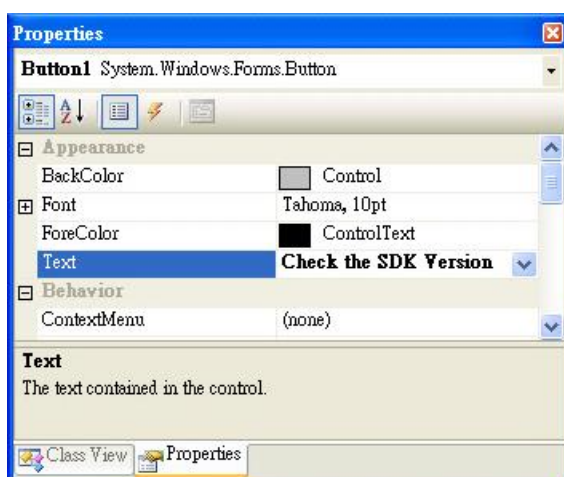 Properties
Button1 System.Windows.Forms.Button
Appearance
BackColor Control
Font Tahoma, 10pt
ForeColor ControlText
Text Check the SDK Version
Behavior
ContextMenu (none)
Text
The text contained in the control.
Class View Properties